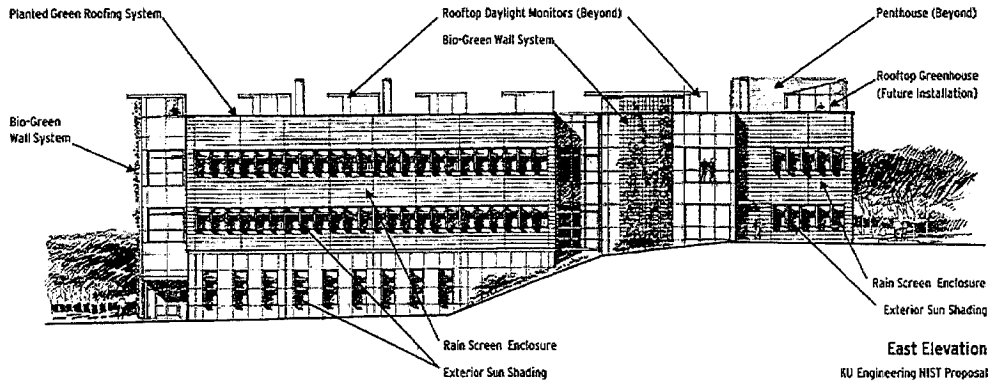 Planted Green Roofing System
Rooftop Daylight Monitors (Beyond)
Bio-Green Wall System
Penthouse (Beyond)
Rooftop Greenhouse
(Future Installation)
Bio-Green
Wall System
Rain Screen Enclosure
Exterior Sun Shading
Rain Screen Enclosure
Exterior Sun Shading
East Elevation
KU Engineering NIST Proposal